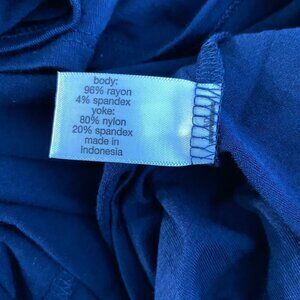 body:
96% rayon
4% spandex
yoke:
80% nylon
20% spandex
made in
Indonesia